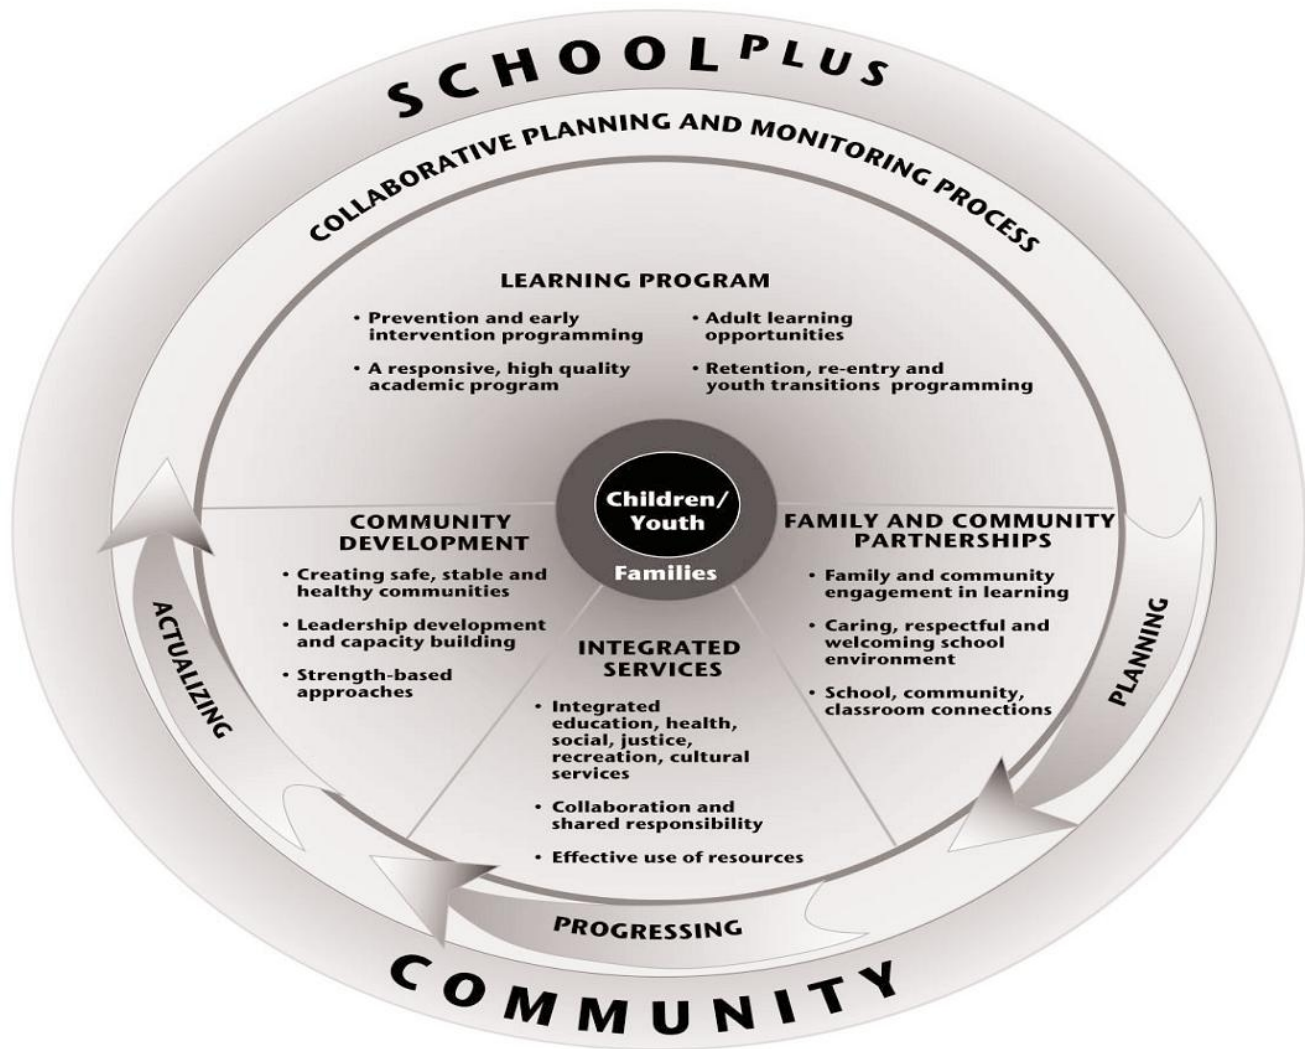 SCHOOL PLUS
COLLABORATIVE PLANNING AND MONITORING PROCESS
LEARNING PROGRAM
• Prevention and early
intervention programming
• A responsive, high quality
academic program
• Adult learning
opportunities
• Retention, re-entry and
youth transitions programming
Children/
Youth
Families
COMMUNITY
DEVELOPMENT
• Creating safe, stable and
healthy communities
• Leadership development
and capacity building
• Strength-based
approaches
INTEGRATED
SERVICES
• Integrated
education, health,
social, justice,
recreation, cultural
services
• Collaboration and
shared responsibility
• Effective use of resources
FAMILY AND COMMUNITY
PARTNERSHIPS
• Family and community
engagement in learning
• Caring, respectful and
welcoming school
environment
• School, community,
classroom connections
PLANNING
PROGRESSING
ACTUALIZING
COMMUNITY